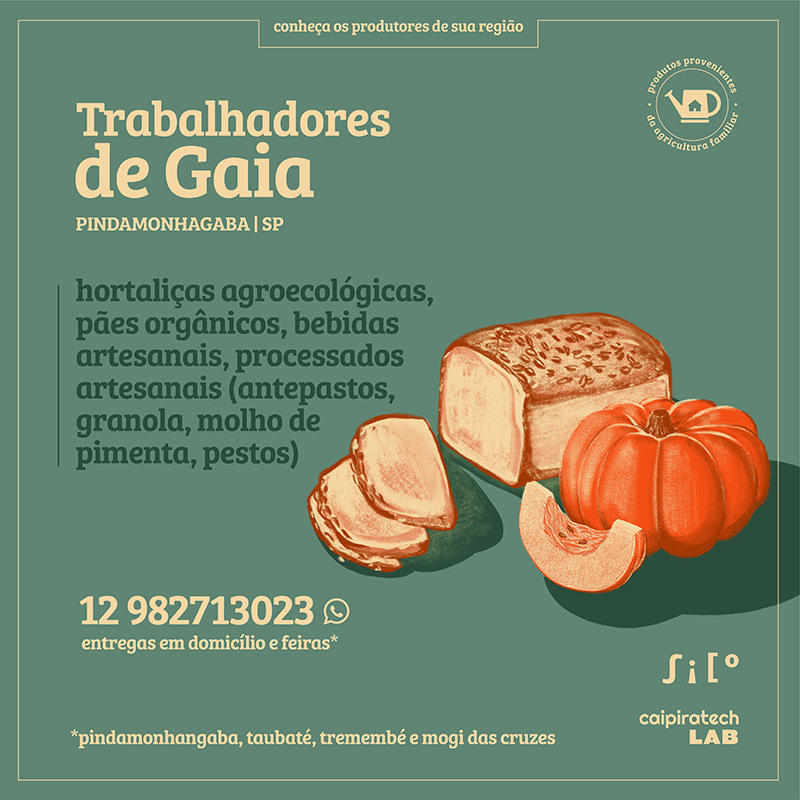 conheça os produtores de sua região
produtos provenientes
da agricultura familiar
Trabalhadores
de Gaia
PINDAMONHAGABA | SP
hortaliças agroecológicas,
pães orgânicos, bebidas
artesanais, processados
artesanais (antepastos,
granola, molho de
pimenta, pestos)
12 982713023
entregas em domicílio e feiras*
caipiratech
LAB
*pindamonhangaba, taubaté, tremembé e mogi das cruzes